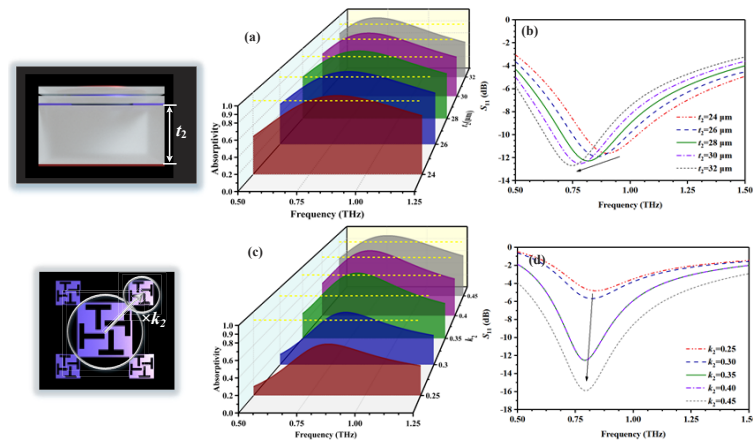 t₂
(a)
Absorptivity
1.0
0.8
0.6
0.4
0.2
0.0
0.50
0.75
1.00
1.25
Frequency (THz)
24
26
28
30
32
t₂(μm)
(b)
S₁₁ (dB)
0
-2
-4
-6
-8
-10
-12
-14
t₂=24 μm
t₂=26 μm
t₂=28 μm
t₂=30 μm
t₂=32 μm
0.50 0.75 1.00 1.25 1.50
Frequency (THz)
×k₂
(c)
Absorptivity
1.0
0.8
0.6
0.4
0.2
0.0
0.50
0.75
1.00
1.25
Frequency (THz)
0.25
0.3
0.35
0.4
0.45
k₂
(d)
S₁₁ (dB)
0
-2
-4
-6
-8
-10
-12
-14
-16
-18
k₂=0.25
k₂=0.30
k₂=0.35
k₂=0.40
k₂=0.45
0.50 0.75 1.00 1.25 1.50
Frequency (THz)